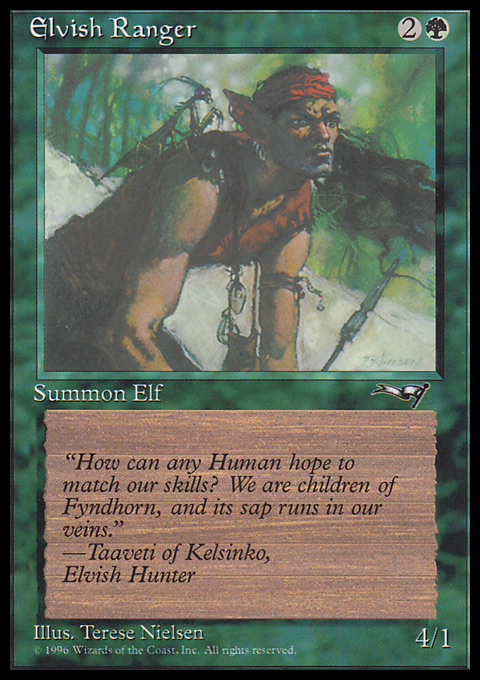 Elvish Ranger 2
Summon Elf
“How can any Human hope to
match our skills? We are children of
Fyndhorn, and its sap runs in our
veins.”
—Taaveti of Kelsinko,
Elvish Hunter
Illus. Terese Nielsen
4/1
© 1996 Wizards of the Coast, Inc. All rights reserved.